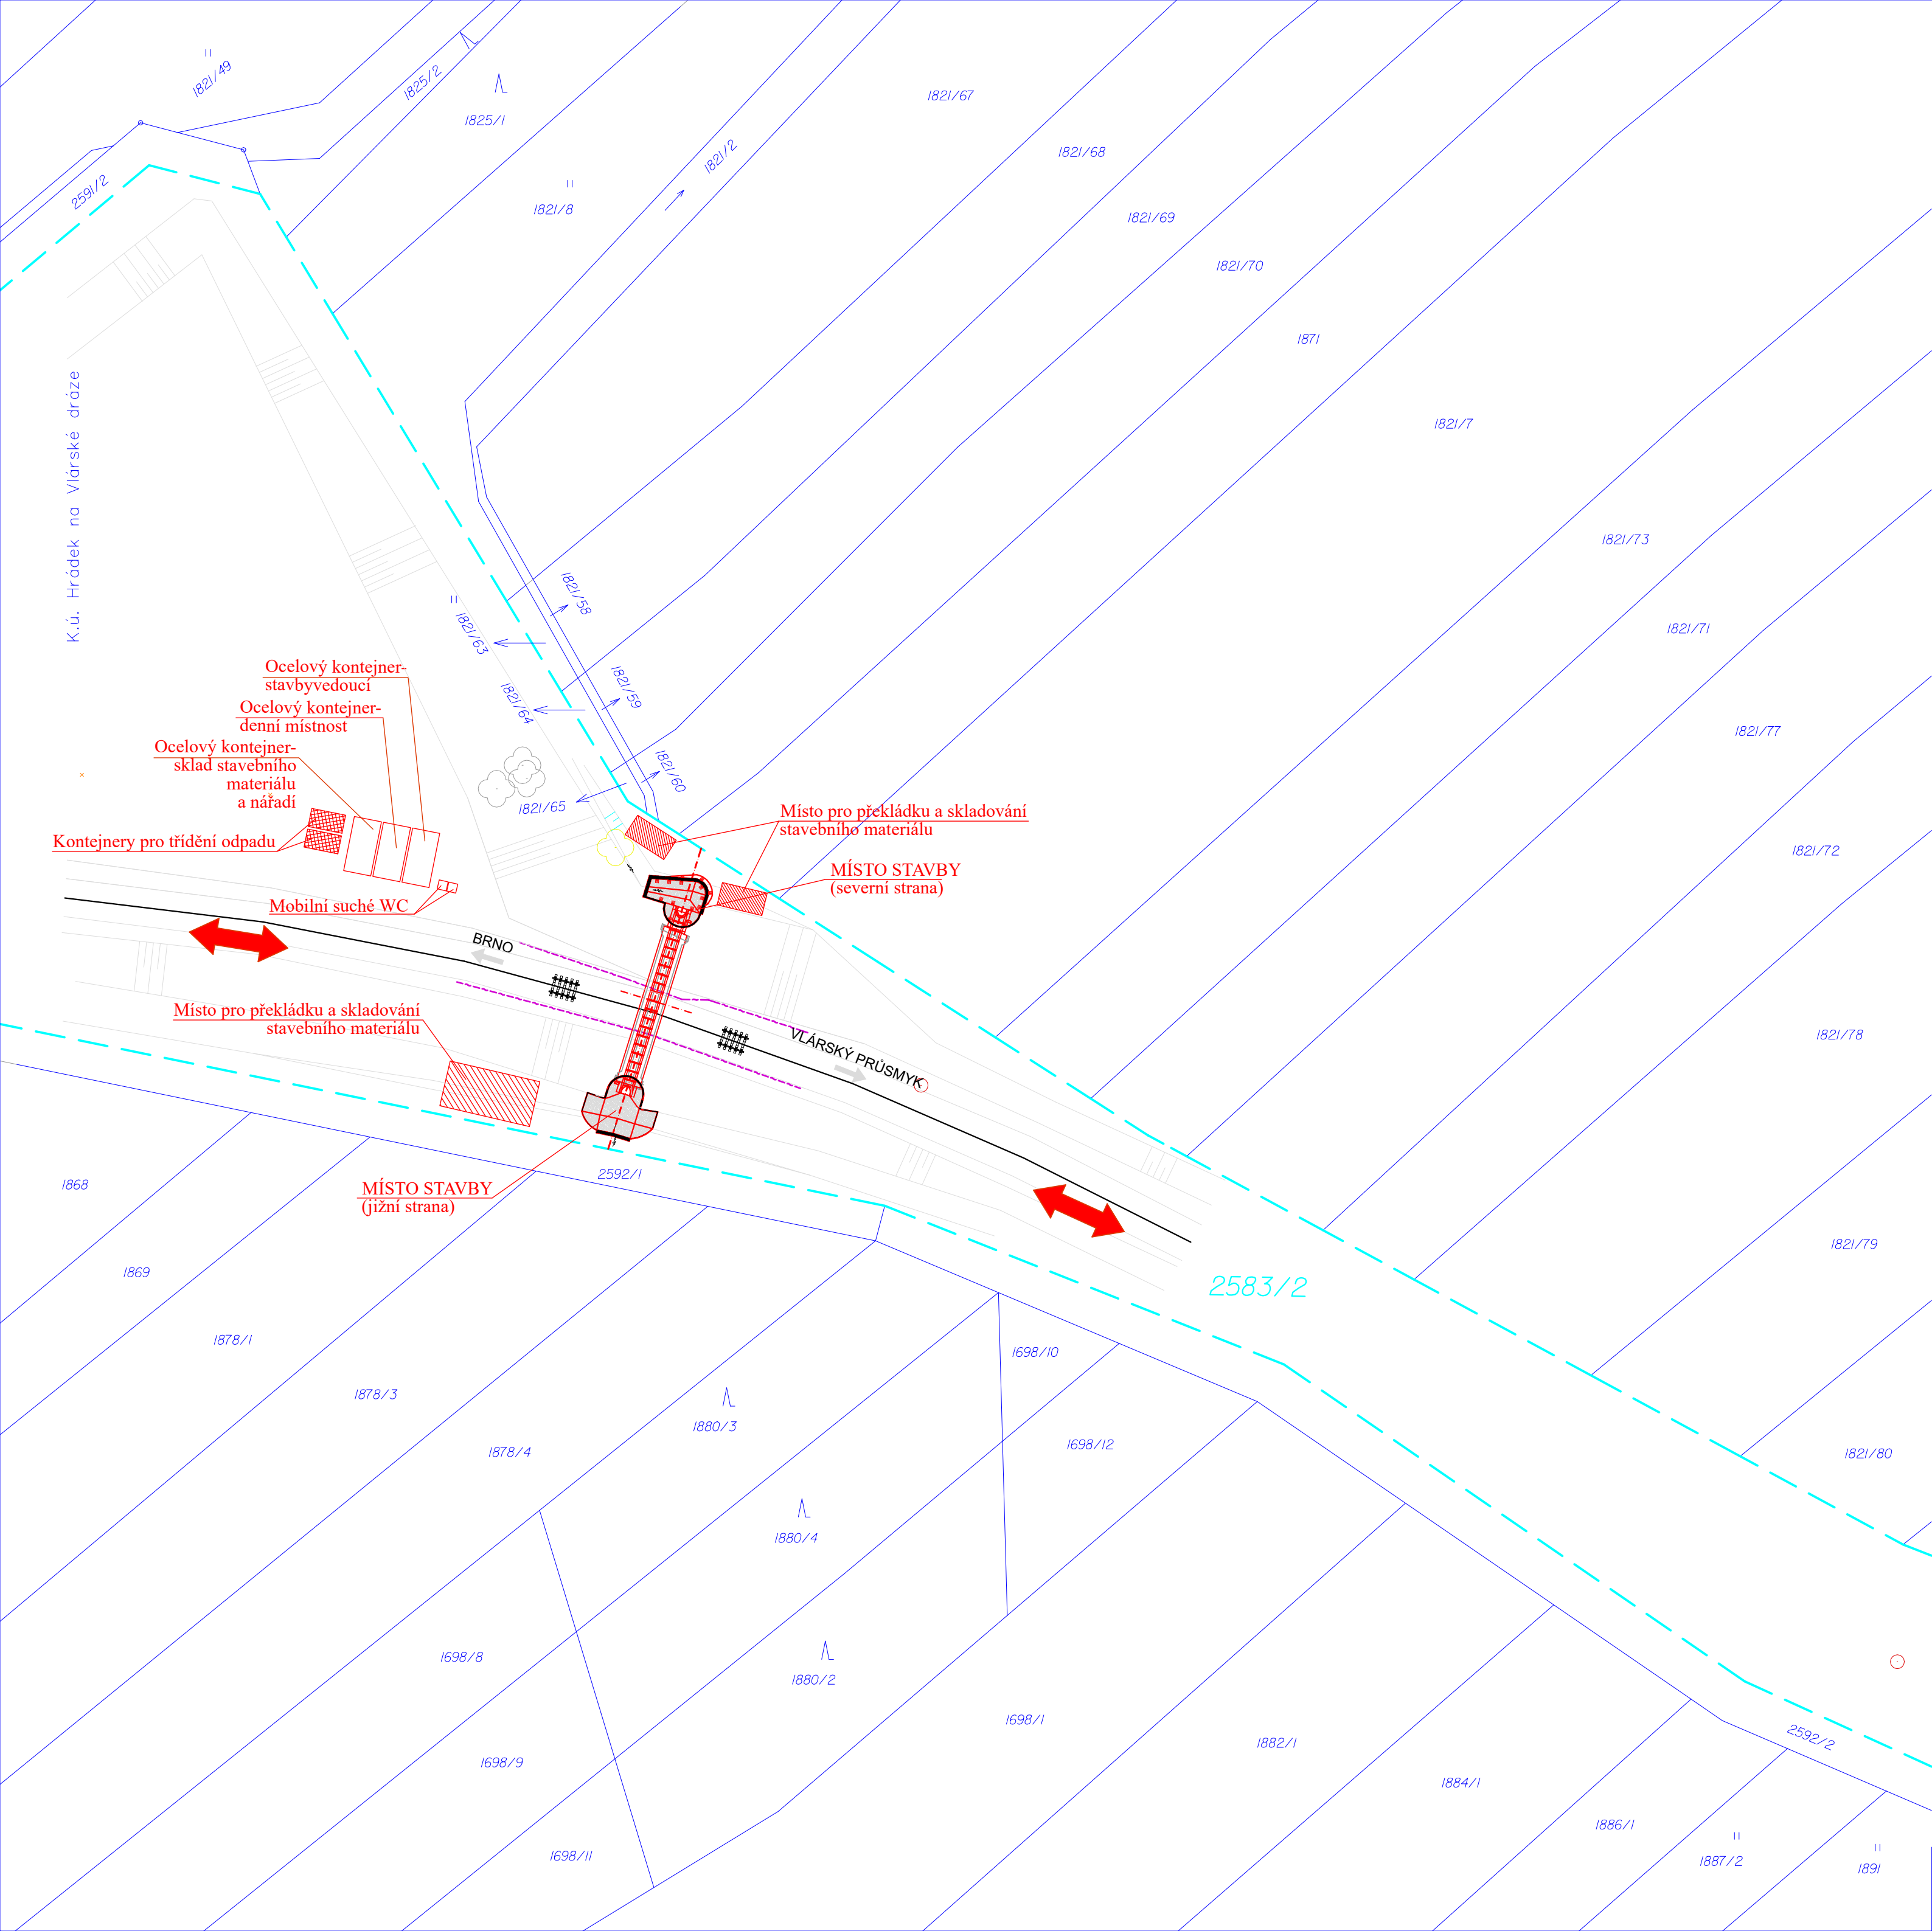 1821/49
1825/2
1825/1
2591/2
1821/8
1821/2
1821/67
1821/68
1821/69
1821/70
1871
1821/7
1821/73
1821/71
1821/77
1821/72
1821/78
1821/79
1821/80
K.ú. Hrádek na Vlárské dráze
1821/58
1821/63
1821/59
1821/64
1821/60
1821/65
Ocelový kontejner-
stavbyvedoucí
Ocelový kontejner-
denní místnost
Ocelový kontejner-
sklad stavebního
materiálu
a nářadí
Kontejnery pro třídění odpadu
Mobilní suché WC
Místo pro překládku a skladování
stavebního materiálu
MÍSTO STAVBY
(severní strana)
BRNO
VLÁRSKÝ PRŮSMYK
Místo pro překládku a skladování
stavebního materiálu
MÍSTO STAVBY
(jižní strana)
2592/1
2583/2
1868
1869
1878/1
1878/3
1878/4
1880/3
1698/10
1698/12
1880/4
1698/8
1880/2
1698/9
1698/1
1698/11
1882/1
1884/1
1886/1
2592/2
1887/2
1891